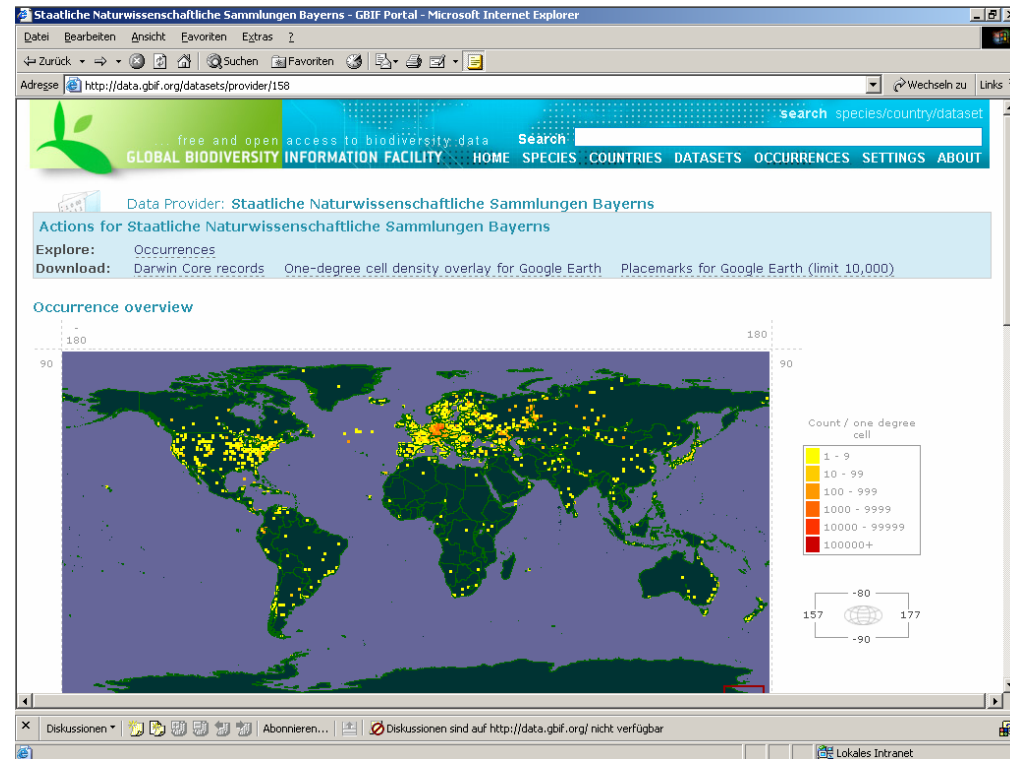 Staatliche Naturwissenschaftliche Sammlungen Bayerns - GBIF Portal - Microsoft Internet Explorer
Datei Bearbeiten Ansicht Favoriten Extras ?
Zurück Suchen Favoriten
Adresse http://data.gbif.org/datasets/provider/158 Wechseln zu Links
search species/country/dataset
... free and open access to biodiversity data Search
GLOBAL BIODIVERSITY INFORMATION FACILITY HOME SPECIES COUNTRIES DATASETS OCCURRENCES SETTINGS ABOUT
Data Provider: Staatliche Naturwissenschaftliche Sammlungen Bayerns
Actions for Staatliche Naturwissenschaftliche Sammlungen Bayerns
Explore: Occurrences
Download: Darwin Core records One-degree cell density overlay for Google Earth Placemarks for Google Earth (limit 10,000)
Occurrence overview
-
180 180
90 90
Count / one degree
cell
1 - 9
10 - 99
100 - 999
1000 - 9999
10000 - 99999
100000+
-80
157 177
-90
Diskussionen Abonnieren... Diskussionen sind auf http://data.gbif.org/ nicht verfügbar
Lokales Intranet